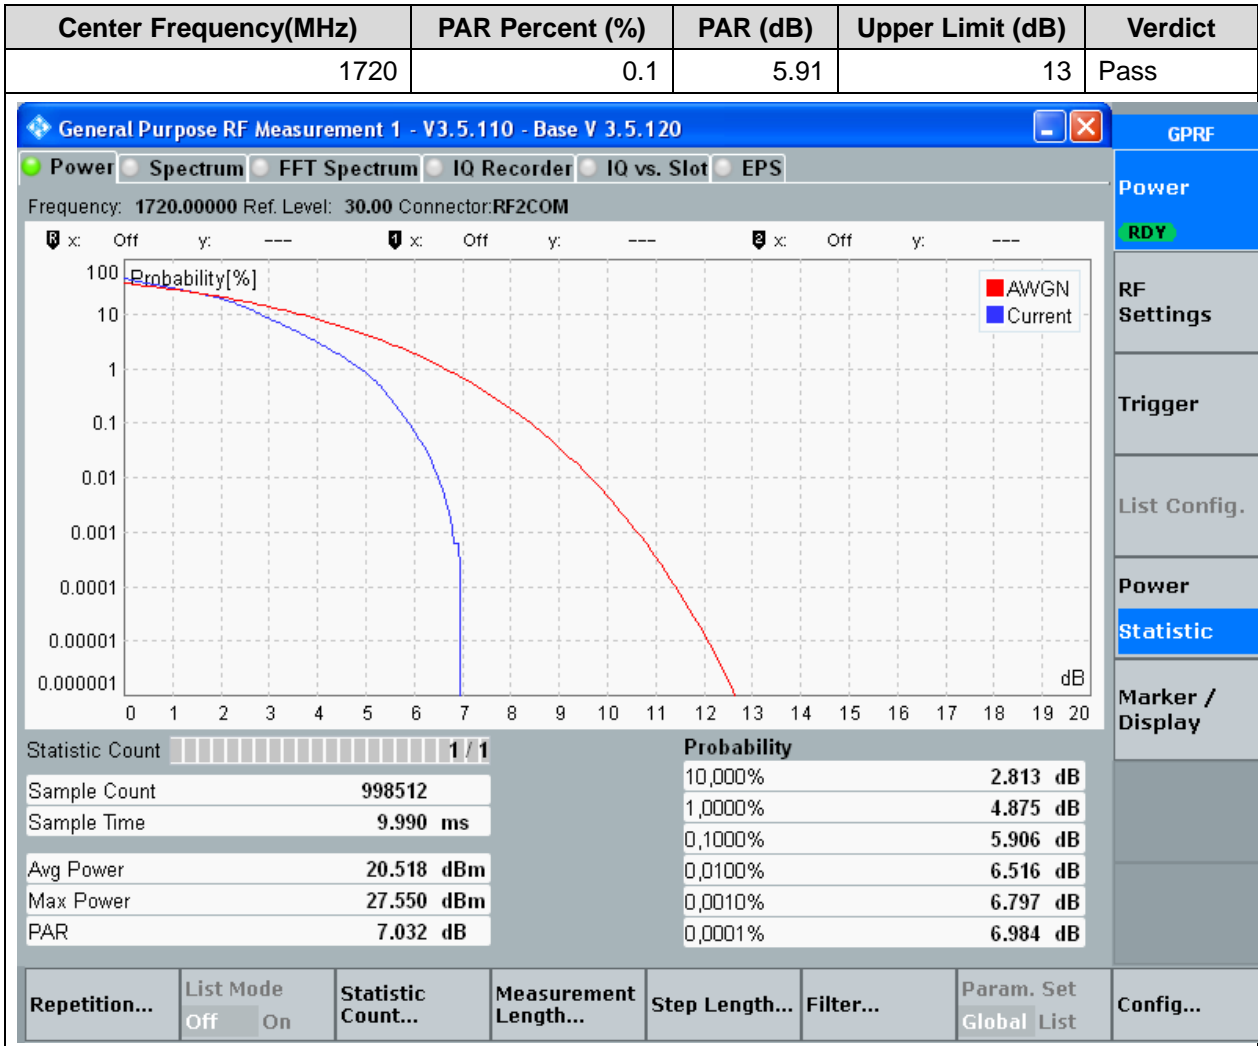 Center Frequency(MHz) PAR Percent (%) PAR (dB) Upper Limit (dB) Verdict
1720 0.1 5.91 13 Pass
General Purpose RF Measurement 1 - V3.5.110 - Base V 3.5.120
GPRF
Power Spectrum FFT Spectrum IQ Recorder IQ vs. Slot EPS
Power
RDY
Frequency: 1720.00000 Ref. Level: 30.00 Connector:RF2COM
R x: Off y: --- 1 x: Off y: --- 2 x: Off y: ---
Probability[%]
AWGN
Current
100
10
1
0.1
0.01
0.001
0.0001
0.00001
0.000001
dB
0 1 2 3 4 5 6 7 8 9 10 11 12 13 14 15 16 17 18 19 20
RF
Settings
Trigger
List Config.
Power
Statistic
Marker /
Display
Statistic Count 1 / 1
Sample Count 998512
Sample Time 9.990 ms
Avg Power 20.518 dBm
Max Power 27.550 dBm
PAR 7.032 dB
Probability
10,000% 2.813 dB
1,0000% 4.875 dB
0,1000% 5.906 dB
0,0100% 6.516 dB
0,0010% 6.797 dB
0,0001% 6.984 dB
Repetition...
List Mode
Off On
Statistic
Count...
Measurement
Length...
Step Length...
Filter...
Param. Set
Global List
Config...